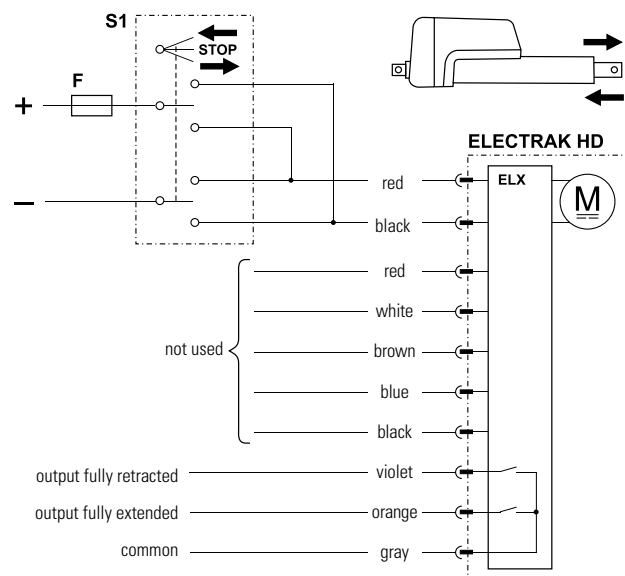 S1
STOP
F
+
−
ELECTRAK HD
ELX
M
red
black
red
white
not used
brown
blue
black
output fully retracted
violet
output fully extended
orange
common
gray